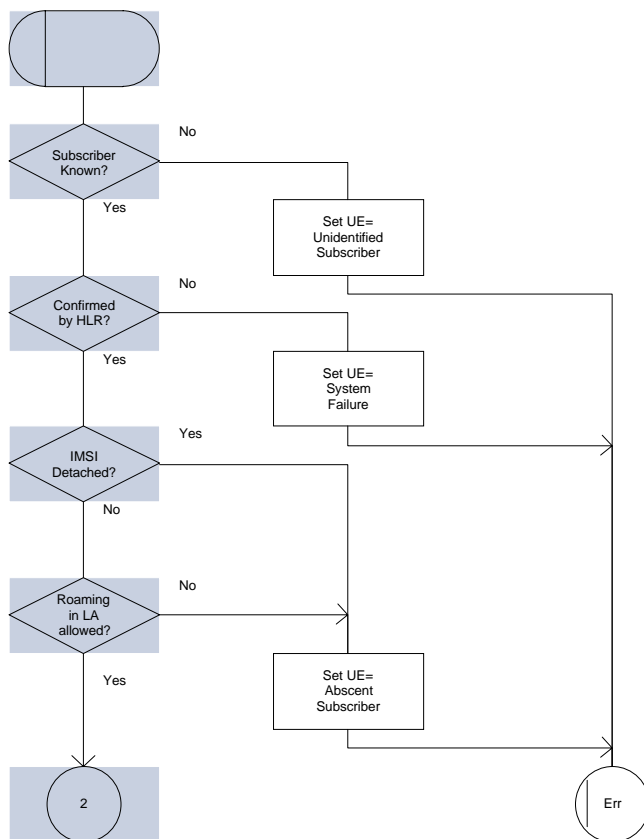 No
Subscriber
Known?
Yes
Set UE=
Unidentified
Subscriber
No
Confirmed
by HLR?
Yes
Set UE=
System
Failure
Yes
IMSI
Detached?
No
No
Roaming
in LA
allowed?
Yes
Set UE=
Abscent
Subscriber
2
Err